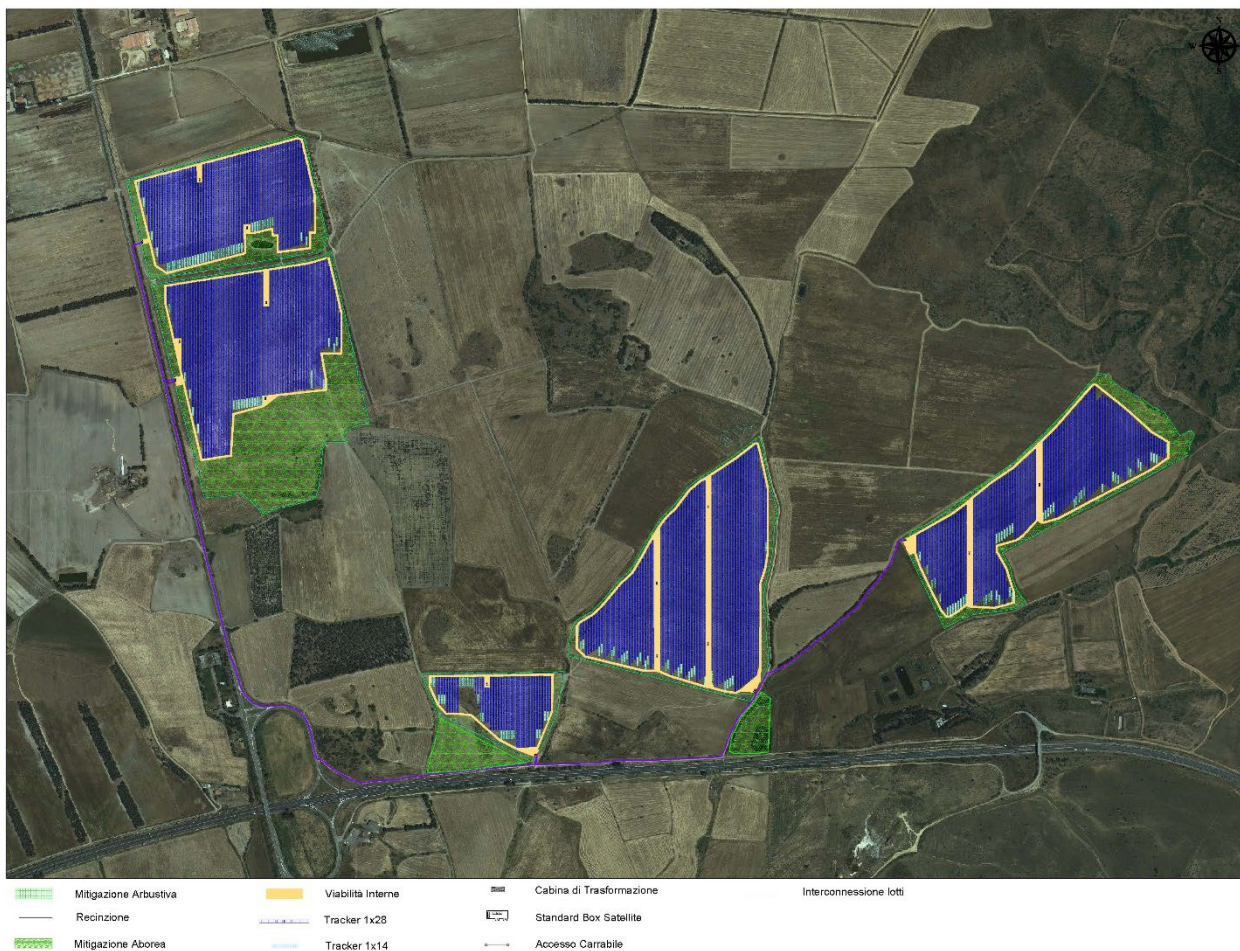 Mitigazione Arbustiva
Recinzione
Mitigazione Aborea
Viabilità Interne
Tracker 1x28
Tracker 1x14
Cabina di Trasformazione
Standard Box Satellite
Accesso Carrabile
Interconnessione lotti
W